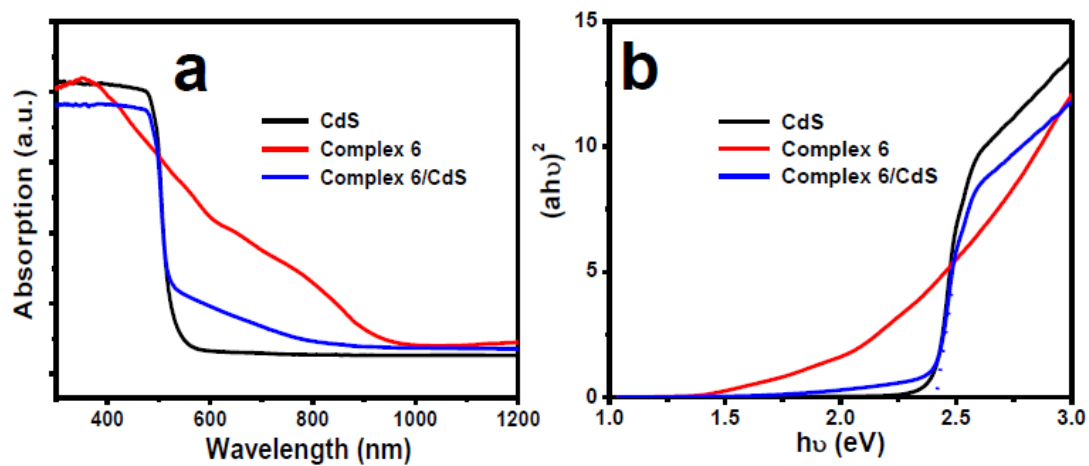 a
CdS
Complex 6
Complex 6/CdS
Absorption (a.u.)
400 600 800 1000 1200
Wavelength (nm)
b
CdS
Complex 6
Complex 6/CdS
(ahυ)²
15
10
5
0
1.0 1.5 2.0 2.5 3.0
hυ (eV)